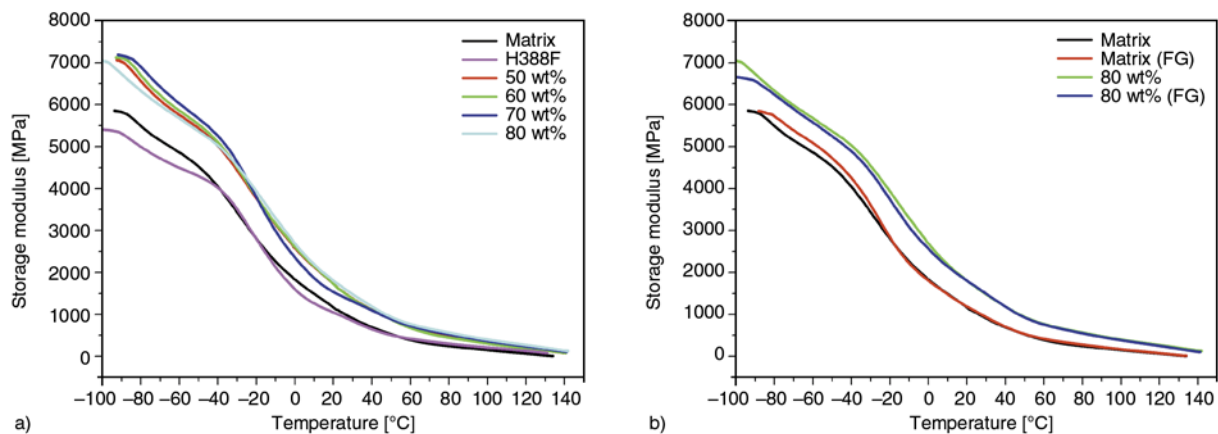 8000
7000
6000
5000
4000
3000
2000
1000
0
Storage modulus [MPa]
Matrix
H388F
50 wt%
60 wt%
70 wt%
80 wt%
–100 –80 –60 –40 –20 0 20 40 60 80 100 120 140
a) Temperature [°C]
8000
7000
6000
5000
4000
3000
2000
1000
0
Storage modulus [MPa]
Matrix
Matrix (FG)
80 wt%
80 wt% (FG)
–100 –80 –60 –40 –20 0 20 40 60 80 100 120 140
b) Temperature [°C]